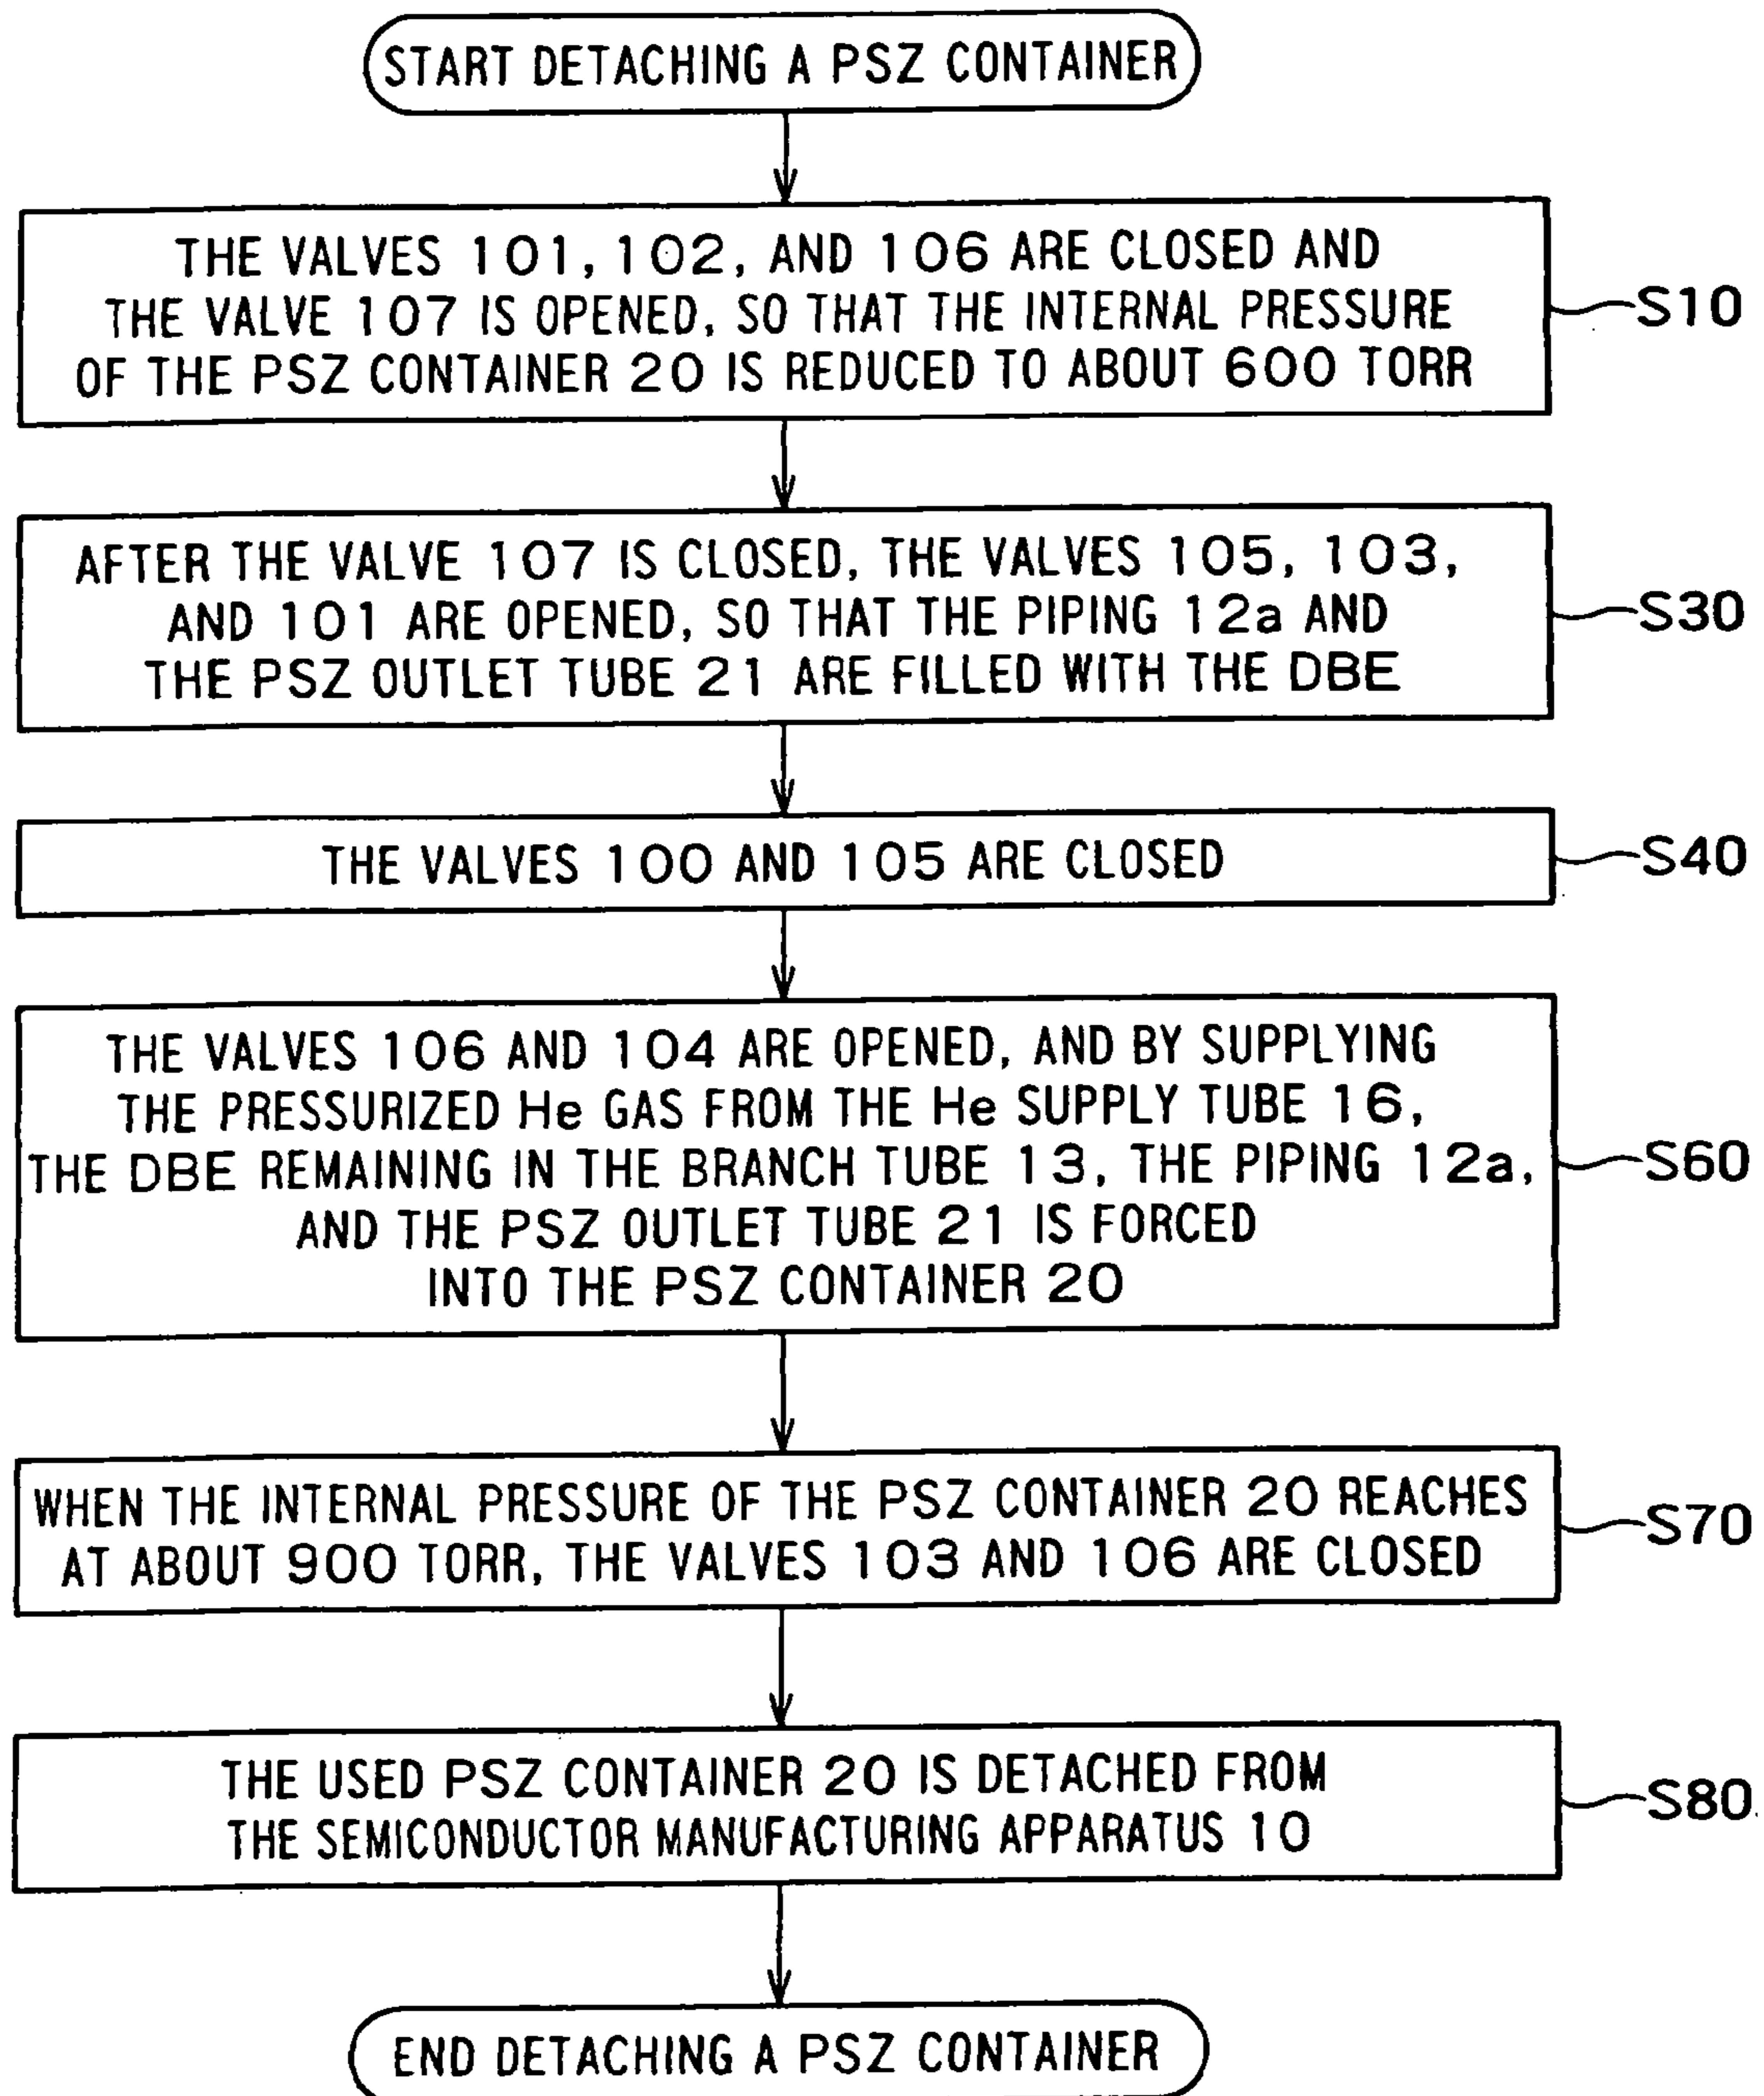 START DETACHING A PSZ CONTAINER
THE VALVES 101, 102, AND 106 ARE CLOSED AND
THE VALVE 107 IS OPENED, SO THAT THE INTERNAL PRESSURE
OF THE PSZ CONTAINER 20 IS REDUCED TO ABOUT 600 TORR
S10
AFTER THE VALVE 107 IS CLOSED, THE VALVES 105, 103,
AND 101 ARE OPENED, SO THAT THE PIPING 12a AND
THE PSZ OUTLET TUBE 21 ARE FILLED WITH THE DBE
S30
THE VALVES 100 AND 105 ARE CLOSED
S40
THE VALVES 106 AND 104 ARE OPENED, AND BY SUPPLYING
THE PRESSURIZED He GAS FROM THE He SUPPLY TUBE 16,
THE DBE REMAINING IN THE BRANCH TUBE 13, THE PIPING 12a,
AND THE PSZ OUTLET TUBE 21 IS FORCED
INTO THE PSZ CONTAINER 20
S60
WHEN THE INTERNAL PRESSURE OF THE PSZ CONTAINER 20 REACHES
AT ABOUT 900 TORR, THE VALVES 103 AND 106 ARE CLOSED
S70
THE USED PSZ CONTAINER 20 IS DETACHED FROM
THE SEMICONDUCTOR MANUFACTURING APPARATUS 10
S80
END DETACHING A PSZ CONTAINER